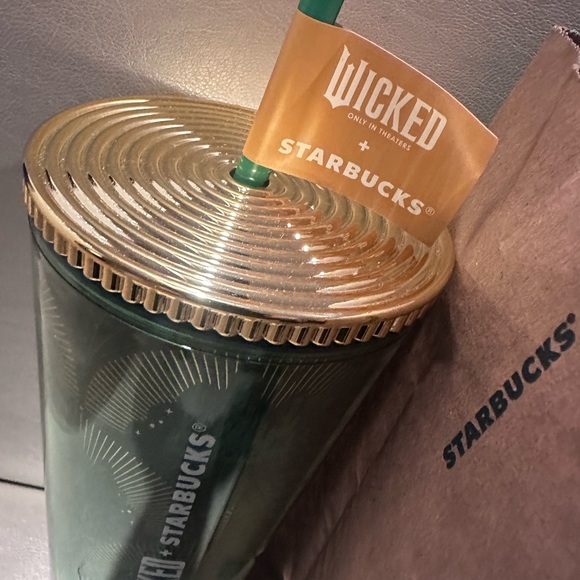 WICKED
ONLY IN THEATERS
+
STARBUCKS®
STARBUCKS®
+ STARBUCKS®